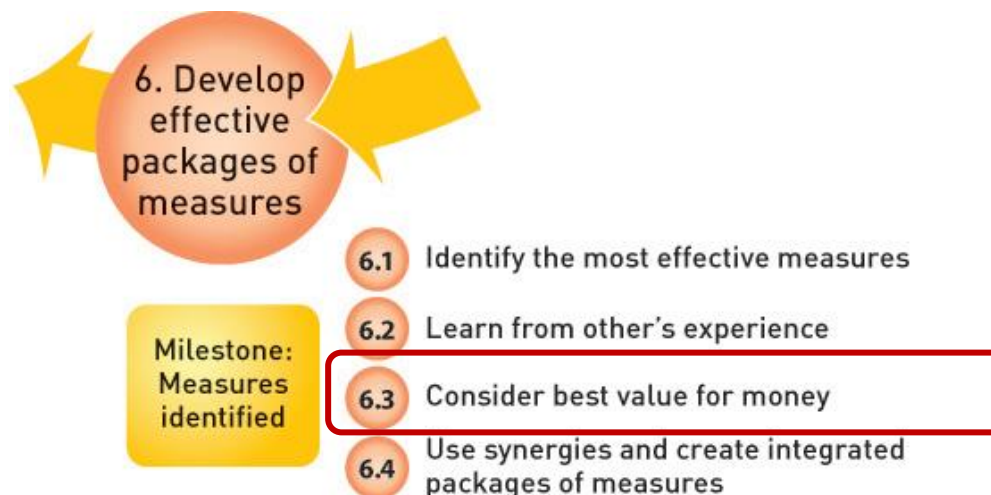 6. Develop
effective
packages of
measures
6.1 Identify the most effective measures
6.2 Learn from other's experience
Milestone:
Measures
identified
6.3 Consider best value for money
6.4 Use synergies and create integrated
packages of measures